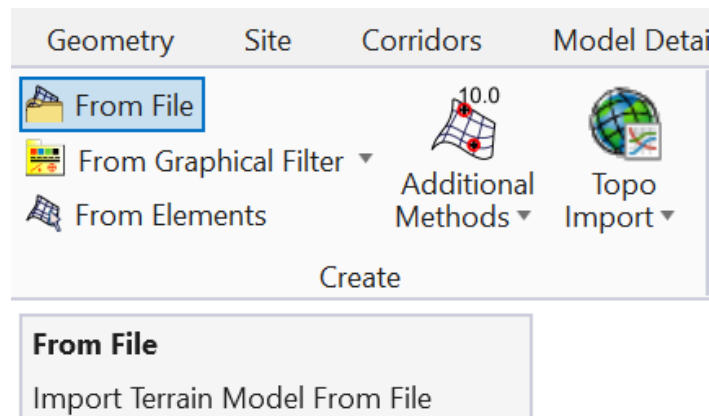 Geometry Site Corridors Model Detai
From File
From Graphical Filter
From Elements
10.0
Additional
Methods
Topo
Import
Create
From File
Import Terrain Model From File